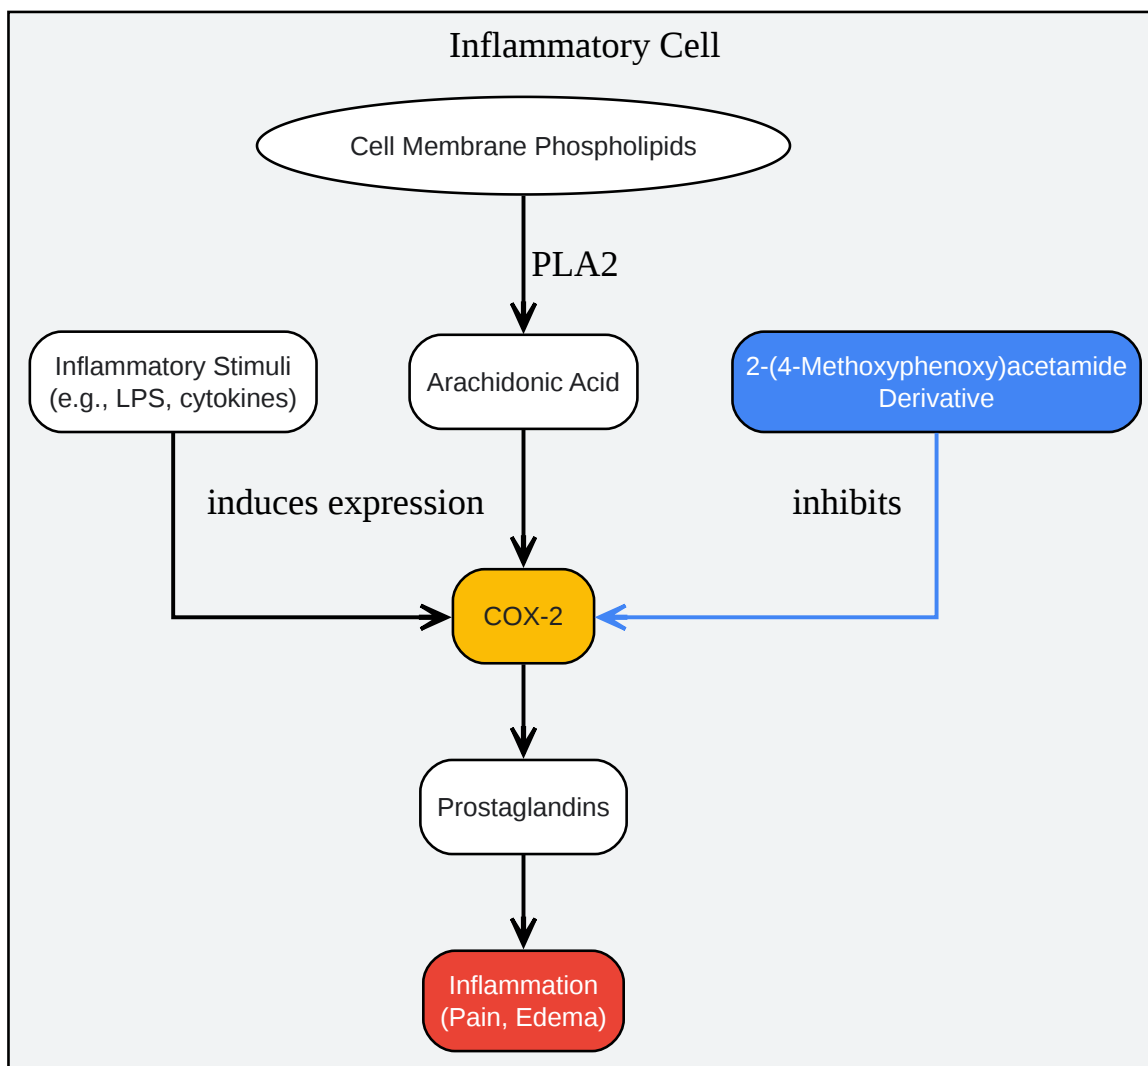 Inflammatory Cell
Cell Membrane Phospholipids
PLA2
Inflammatory Stimuli
(e.g., LPS, cytokines)
Arachidonic Acid
2-(4-Methoxyphenoxy)acetamide
Derivative
induces expression
inhibits
COX-2
Prostaglandins
Inflammation
(Pain, Edema)